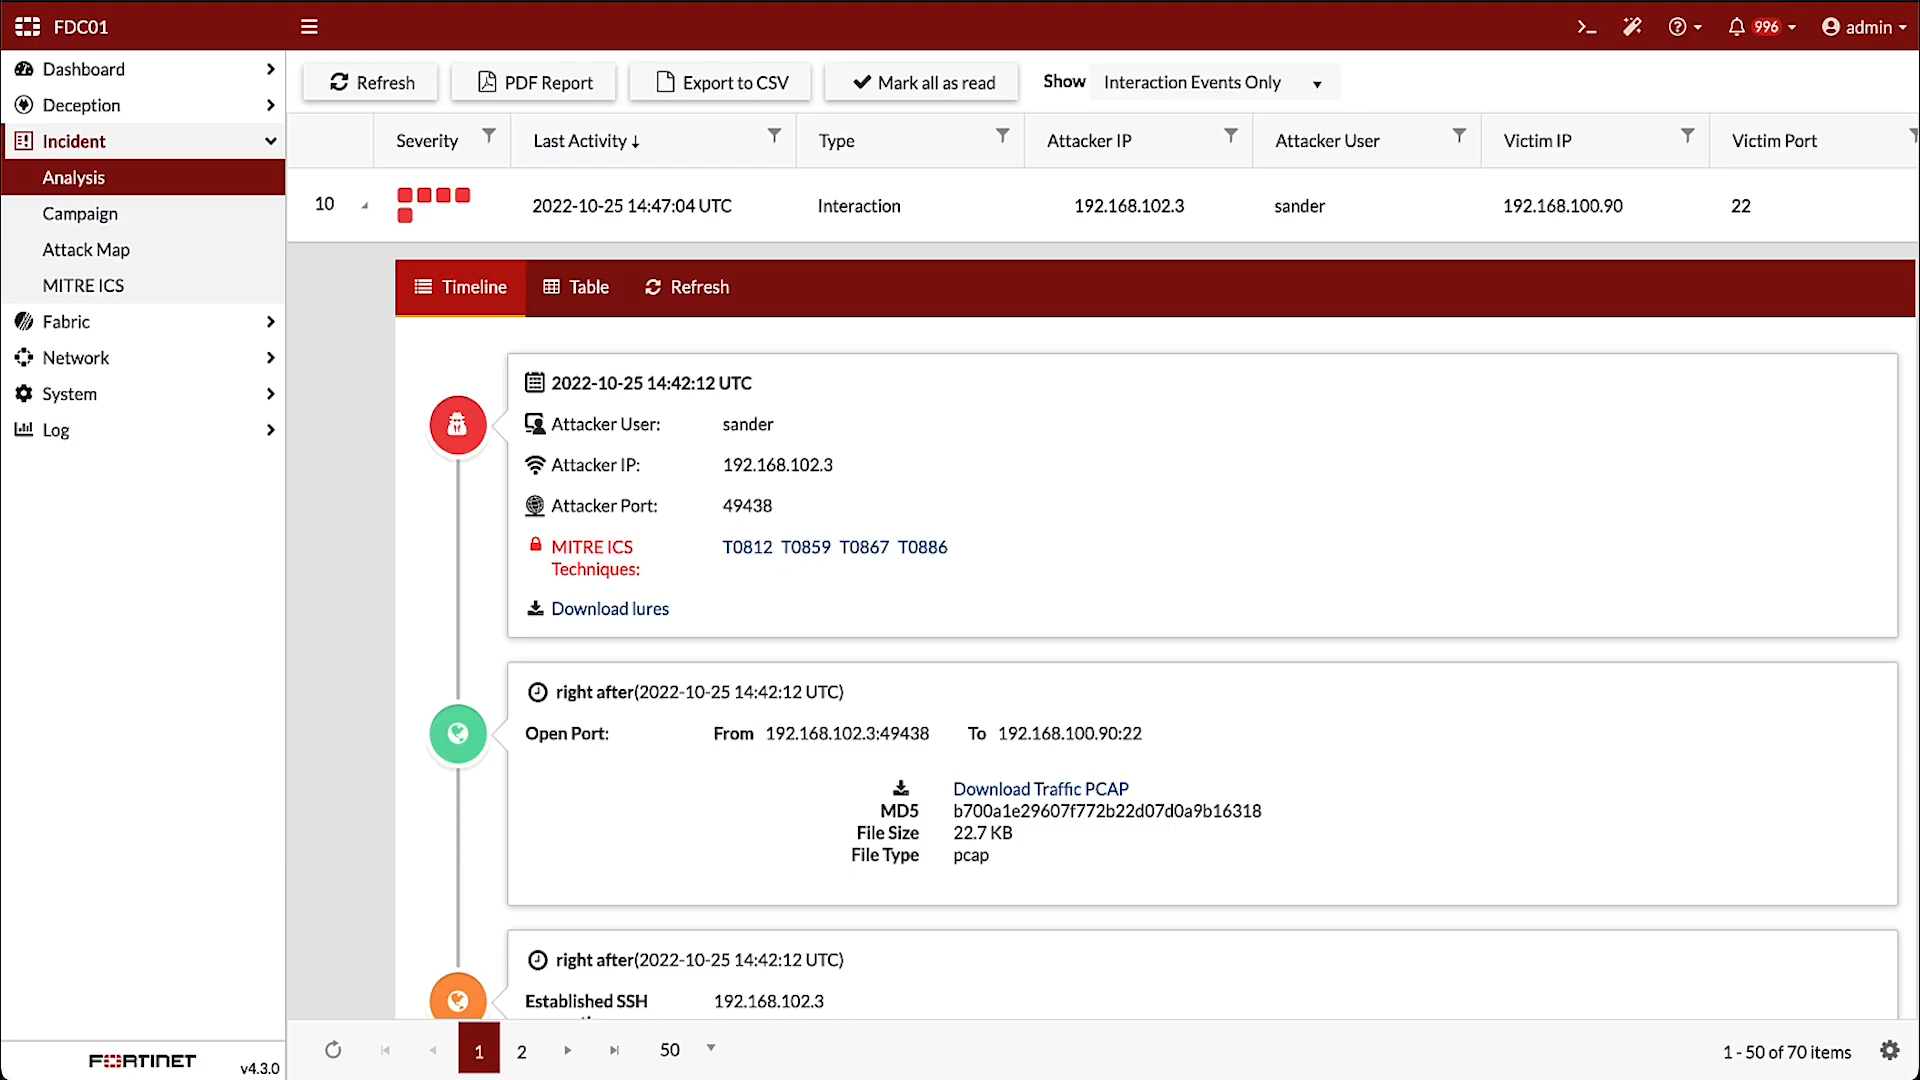 FDC01
996
admin
Dashboard
Deception
Incident
Analysis
Campaign
Attack Map
MITRE ICS
Fabric
Network
System
Log
FORTINET
v4.3.0
Refresh
PDF Report
Export to CSV
Mark all as read
Show
Interaction Events Only
Severity
Last Activity ↓
Type
Attacker IP
Attacker User
Victim IP
Victim Port
10
2022-10-25 14:47:04 UTC
Interaction
192.168.102.3
sander
192.168.100.90
22
Timeline
Table
Refresh
2022-10-25 14:42:12 UTC
Attacker User: sander
Attacker IP: 192.168.102.3
Attacker Port: 49438
MITRE ICS T0812 T0859 T0867 T0886
Techniques:
Download lures
right after(2022-10-25 14:42:12 UTC)
Open Port: From 192.168.102.3:49438 To 192.168.100.90:22
Download Traffic PCAP
MD5 b700a1e29607f772b22d07d0a9b16318
File Size 22.7 KB
File Type pcap
right after(2022-10-25 14:42:12 UTC)
Established SSH 192.168.102.3
1
2
50
1 - 50 of 70 items